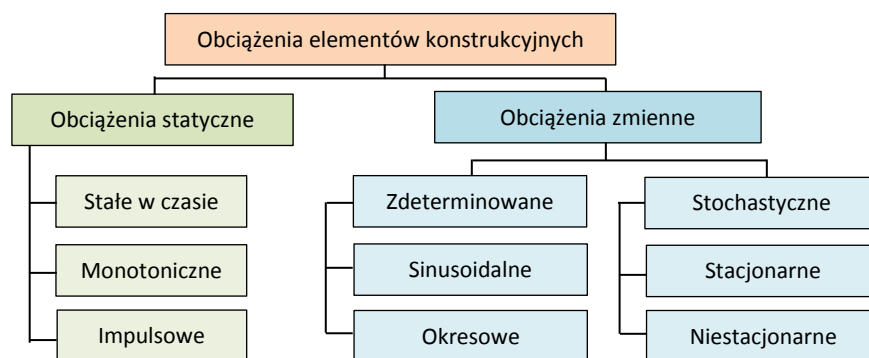 Obciążenia elementów konstrukcyjnych
Obciążenia statyczne
Obciążenia zmienne
Stałe w czasie
Zdeterminowane
Stochastyczne
Monotoniczne
Sinusoidalne
Stacjonarne
Impulsowe
Okresowe
Niestacjonarne